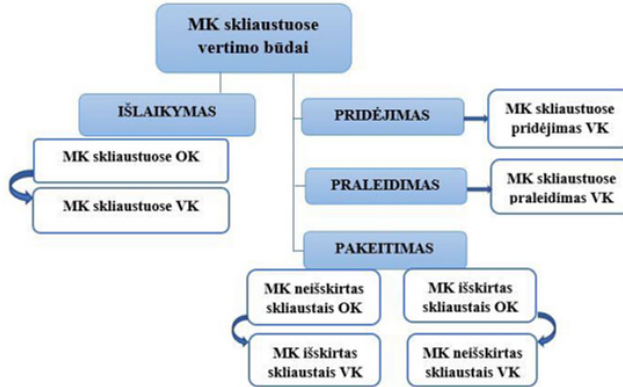 MK skliaustuose
vertimo būdai
IŠLAIKYMAS
MK skliaustuose OK
MK skliaustuose VK
PRIDĖJIMAS
MK skliaustuose
pridėjimas VK
PRALEIDIMAS
MK skliaustuose
praleidimas VK
PAKEITIMAS
MK neišskirtas
skliaustais OK
MK išskirtas
skliaustais VK
MK išskirtas
skliaustais OK
MK neišskirtas
skliaustais VK